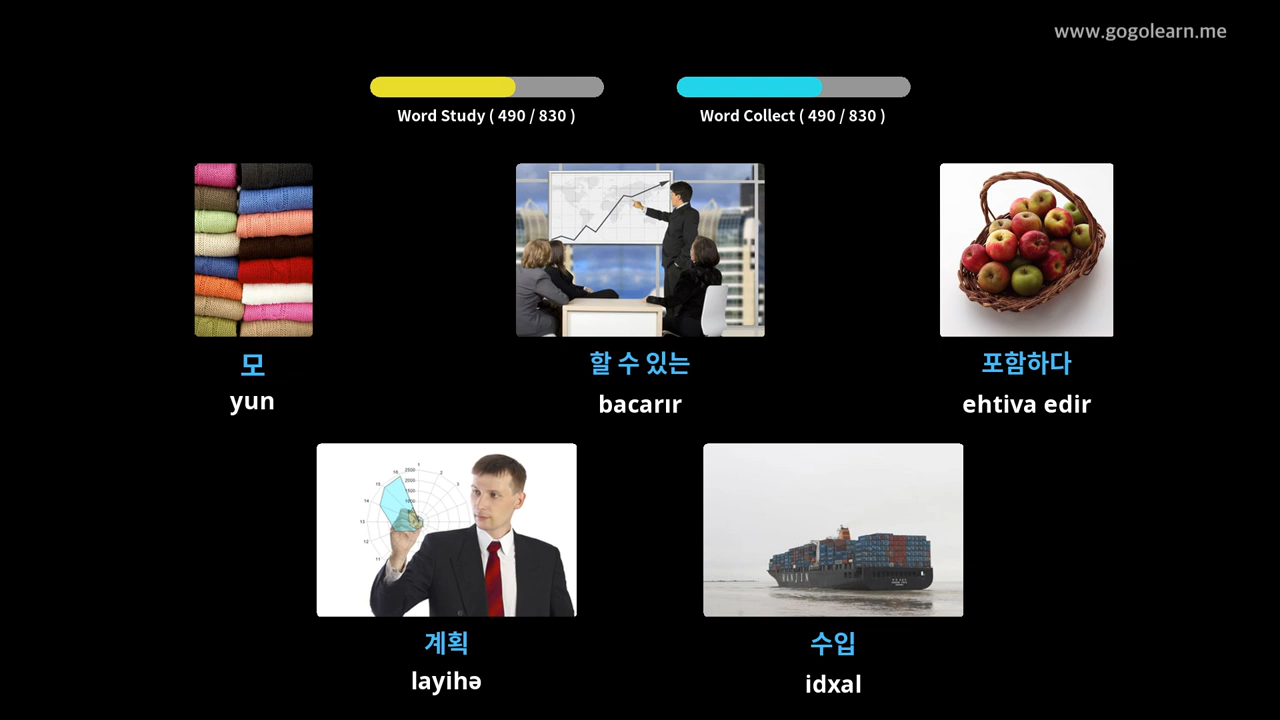 www.gogolearn.me
Word Study ( 490 / 830 )
Word Collect ( 490 / 830 )
모
yun
할 수 있는
bacarır
포함하다
ehtiva edir
계획
layihə
수입
idxal
HANJIN